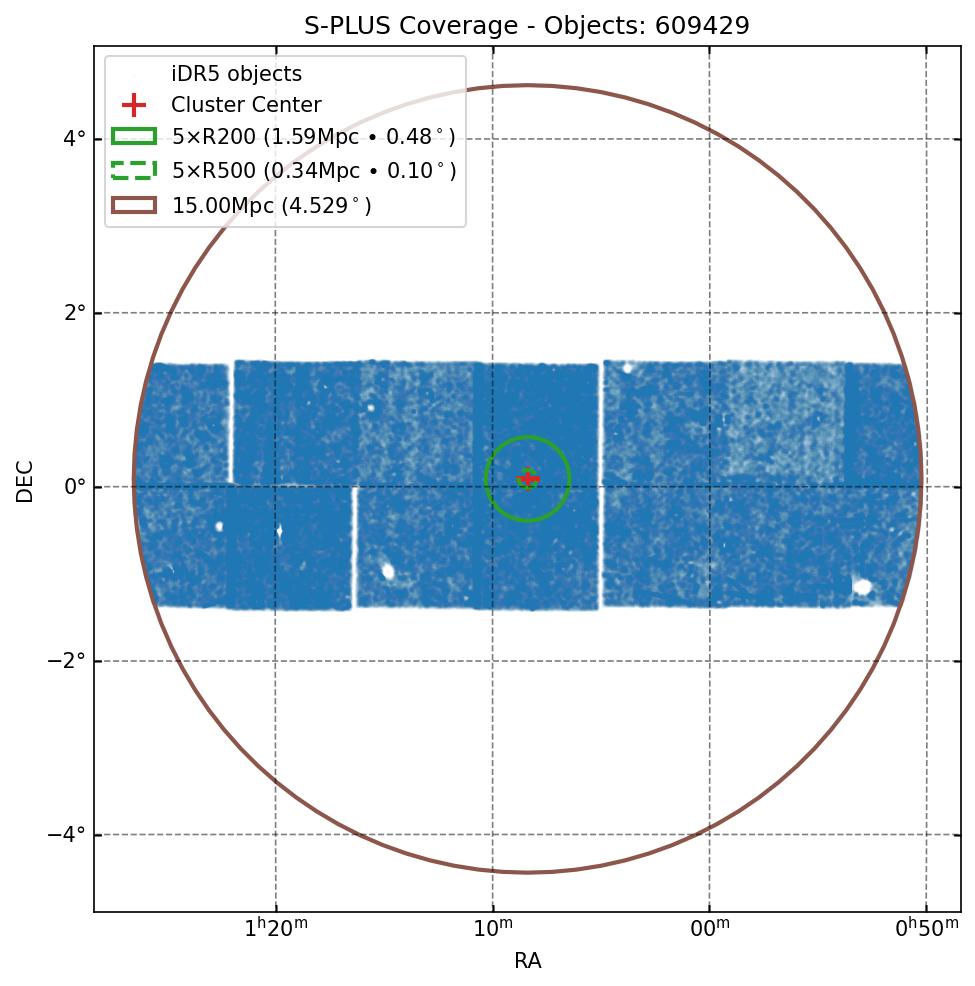 S-PLUS Coverage - Objects: 609429
iDR5 objects
Cluster Center
5×R200 (1.59Mpc • 0.48°)
5×R500 (0.34Mpc • 0.10°)
15.00Mpc (4.529°)
4°
2°
0°
−2°
−4°
DEC
1ʰ20ᵐ 10ᵐ 00ᵐ 0ʰ50ᵐ
RA